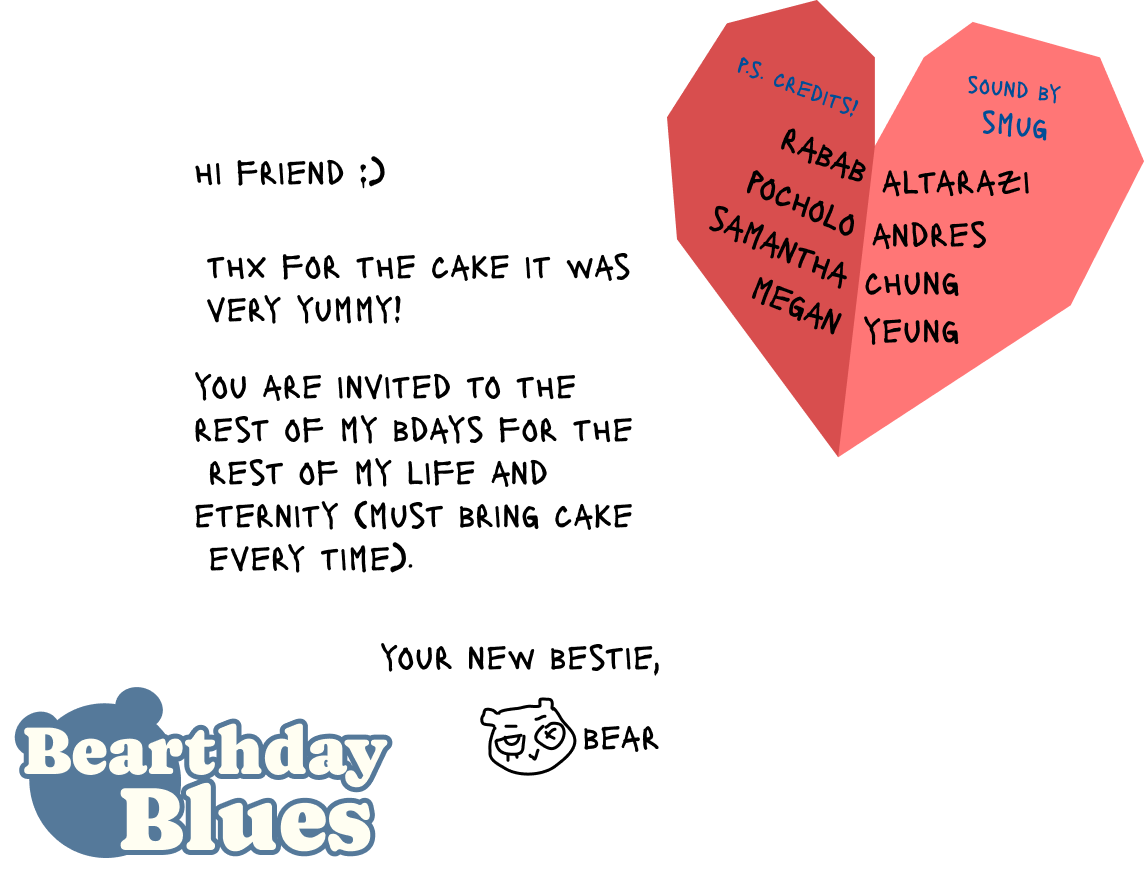 HI FRIEND ;)
THX FOR THE CAKE IT WAS
VERY YUMMY!
YOU ARE INVITED TO THE
REST OF MY BDAYS FOR THE
REST OF MY LIFE AND
ETERNITY (MUST BRING CAKE
EVERY TIME).
YOUR NEW BESTIE,
BEAR
P.S. CREDITS!
RABAB ALTARAZI
POCHOLO ANDRES
SAMANTHA CHUNG
MEGAN YEUNG
SOUND BY
SMUG
Bearthday
Blues